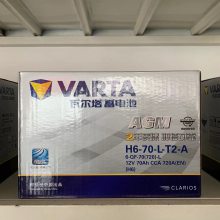 VARTA
瓦尔塔蓄电池
AGM
H6-70-L-T2-A
6-QF-70(720)-L
12V 70Ah CCA 720A(EN)
(H6)
CLARIOS